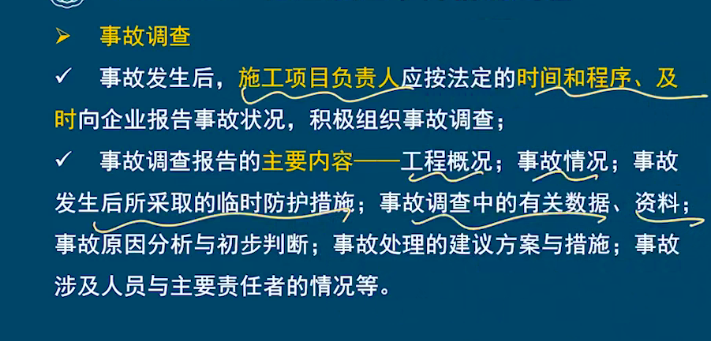 ➢ 事故调查
✓ 事故发生后，施工项目负责人应按法定的时间和程序、及
时向企业报告事故状况，积极组织事故调查；
✓ 事故调查报告的主要内容——工程概况；事故情况；事故
发生后所采取的临时防护措施；事故调查中的有关数据、资料；
事故原因分析与初步判断；事故处理的建议方案与措施；事故
涉及人员与主要责任者的情况等。